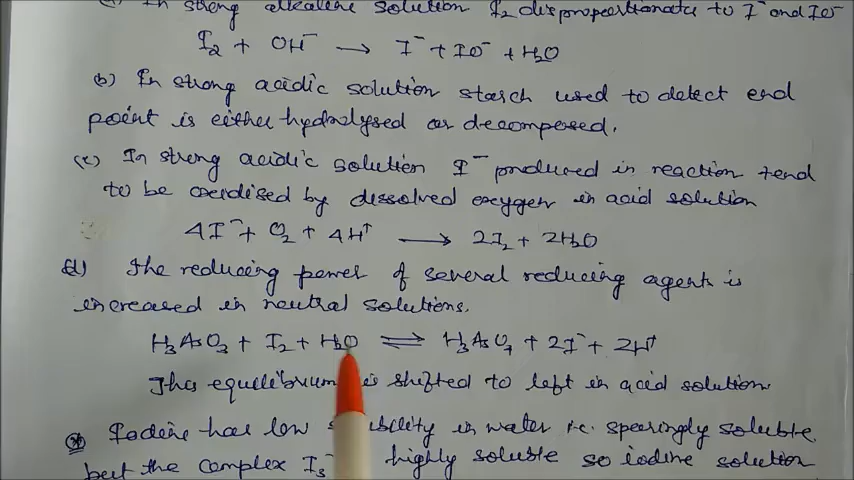 In strong alkaline solution I2 disproportionate to I⁻ and IO⁻
I2 + OH⁻ → I⁻ + IO⁻ + H2O
(b) In strong acidic solution starch used to detect end
point is either hydrolysed or decomposed.
(c) In strong acidic solution I⁻ produced in reaction tend
to be oxidised by dissolved oxygen in acid solution
4I⁻ + O2 + 4H⁺ → 2I2 + 2H2O
(d) The reducing power of several reducing agents is
increased in neutral solutions.
H3AsO3 + I2 + H2O ⇌ H3AsO4 + 2I⁻ + 2H⁺
This equilibrium is shifted to left in acid solution.
Iodine has low in water i.e. sparingly soluble
but the complex I3⁻ highly soluble so iodine solution